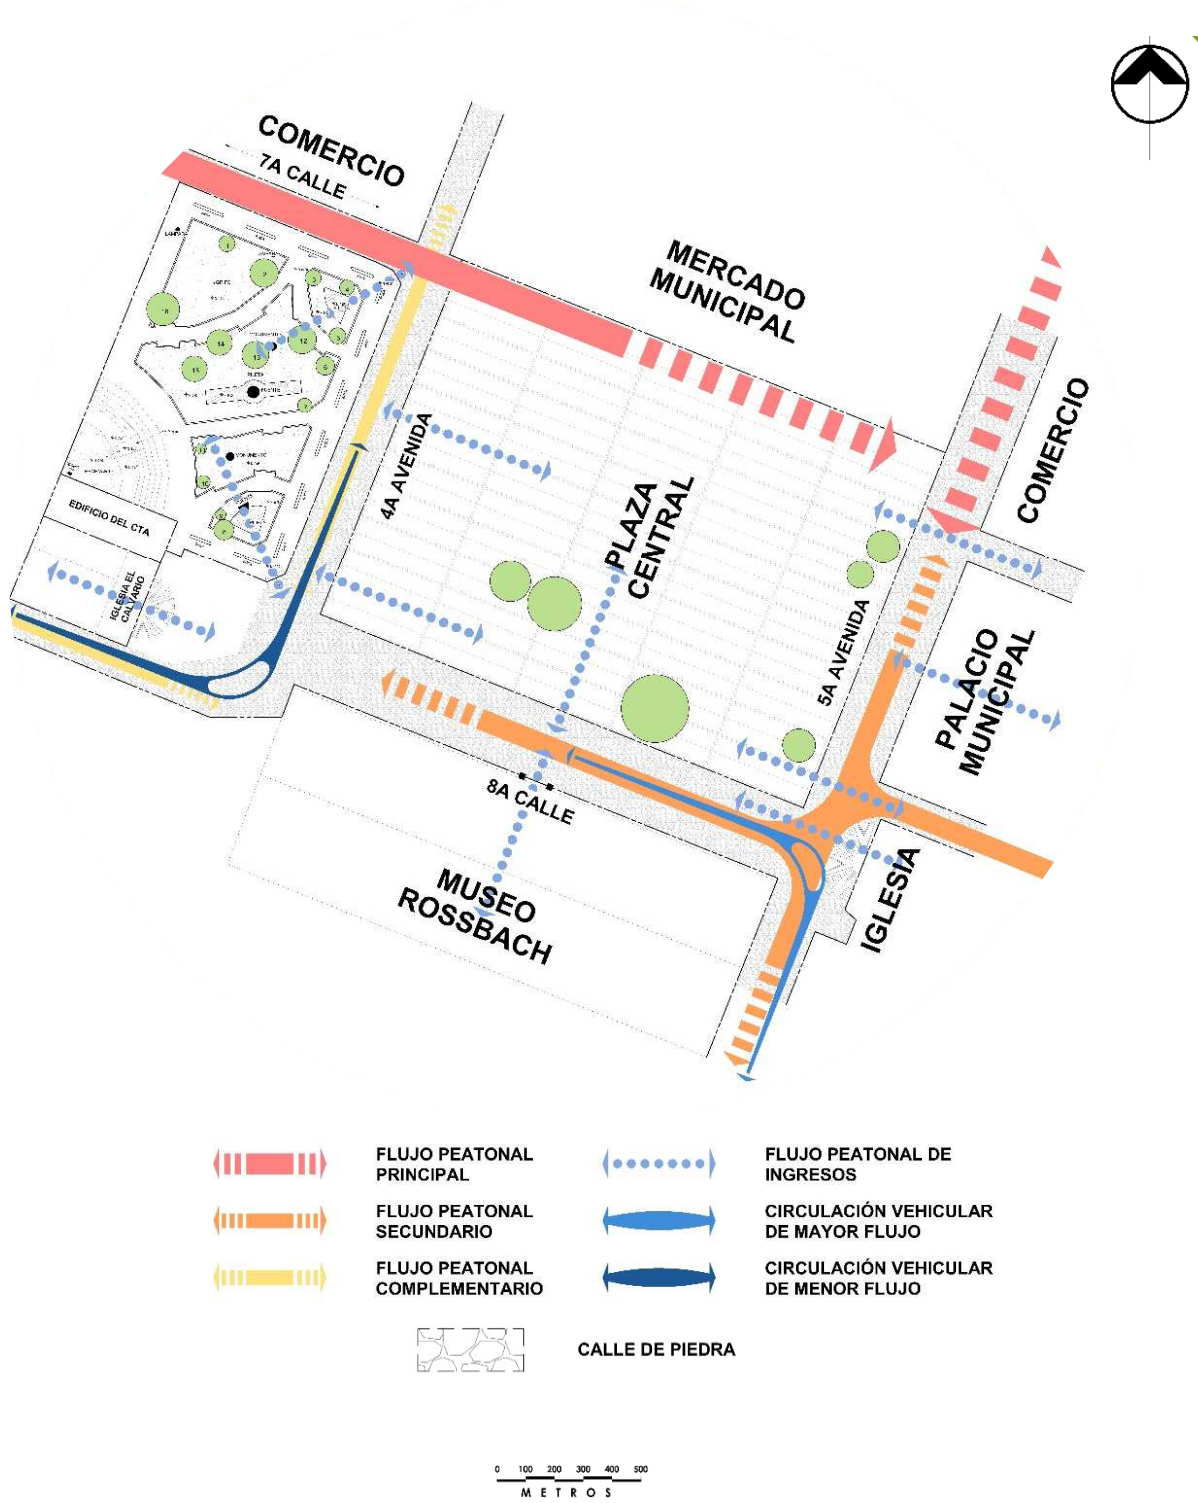 COMERCIO
7A CALLE
MERCADO
MUNICIPAL
COMERCIO
4A AVENIDA
PLAZA
CENTRAL
5A AVENIDA
PALACIO
MUNICIPAL
EDIFICIO DEL CTA
IGLESIA EL
CALVARIO
MONUMENTO
FUENTE
8A CALLE
MUSEO
ROSSBACH
IGLESIA
FLUJO PEATONAL
PRINCIPAL
FLUJO PEATONAL
SECUNDARIO
FLUJO PEATONAL
COMPLEMENTARIO
FLUJO PEATONAL DE
INGRESOS
CIRCULACIÓN VEHICULAR
DE MAYOR FLUJO
CIRCULACIÓN VEHICULAR
DE MENOR FLUJO
CALLE DE PIEDRA
0 100 200 300 400 500
METROS